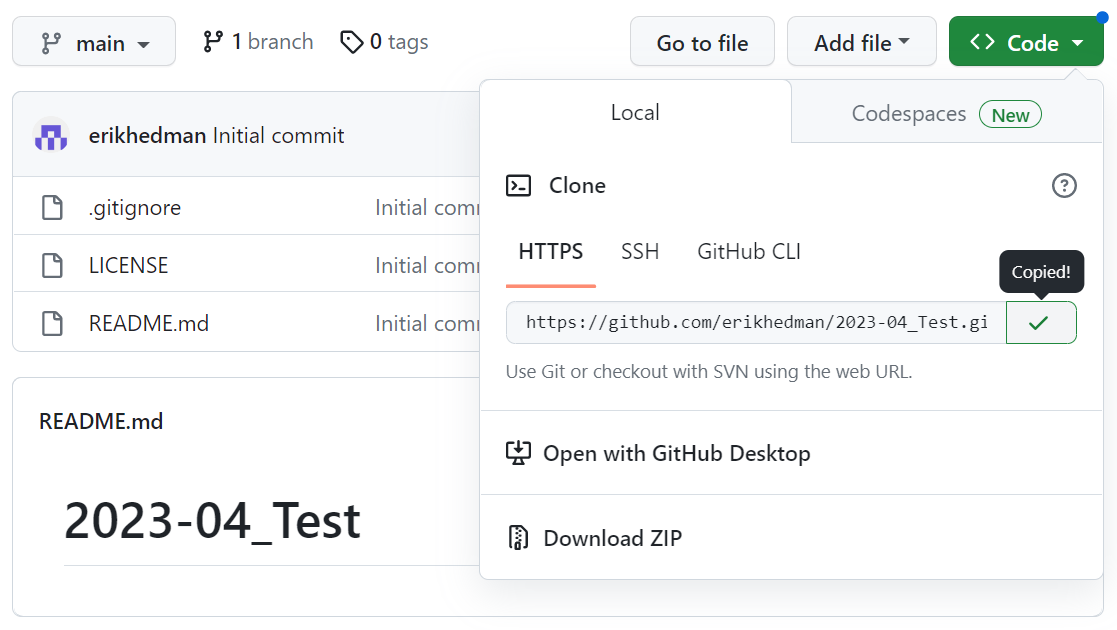 main
1 branch
0 tags
Go to file
Add file
Code
erikhedman Initial commit
.gitignore
Initial comm
LICENSE
Initial comm
README.md
Initial comm
README.md
2023-04_Test
Local
Codespaces New
Clone
HTTPS
SSH
GitHub CLI
Copied!
https://github.com/erikhedman/2023-04_Test.gi
Use Git or checkout with SVN using the web URL.
Open with GitHub Desktop
Download ZIP